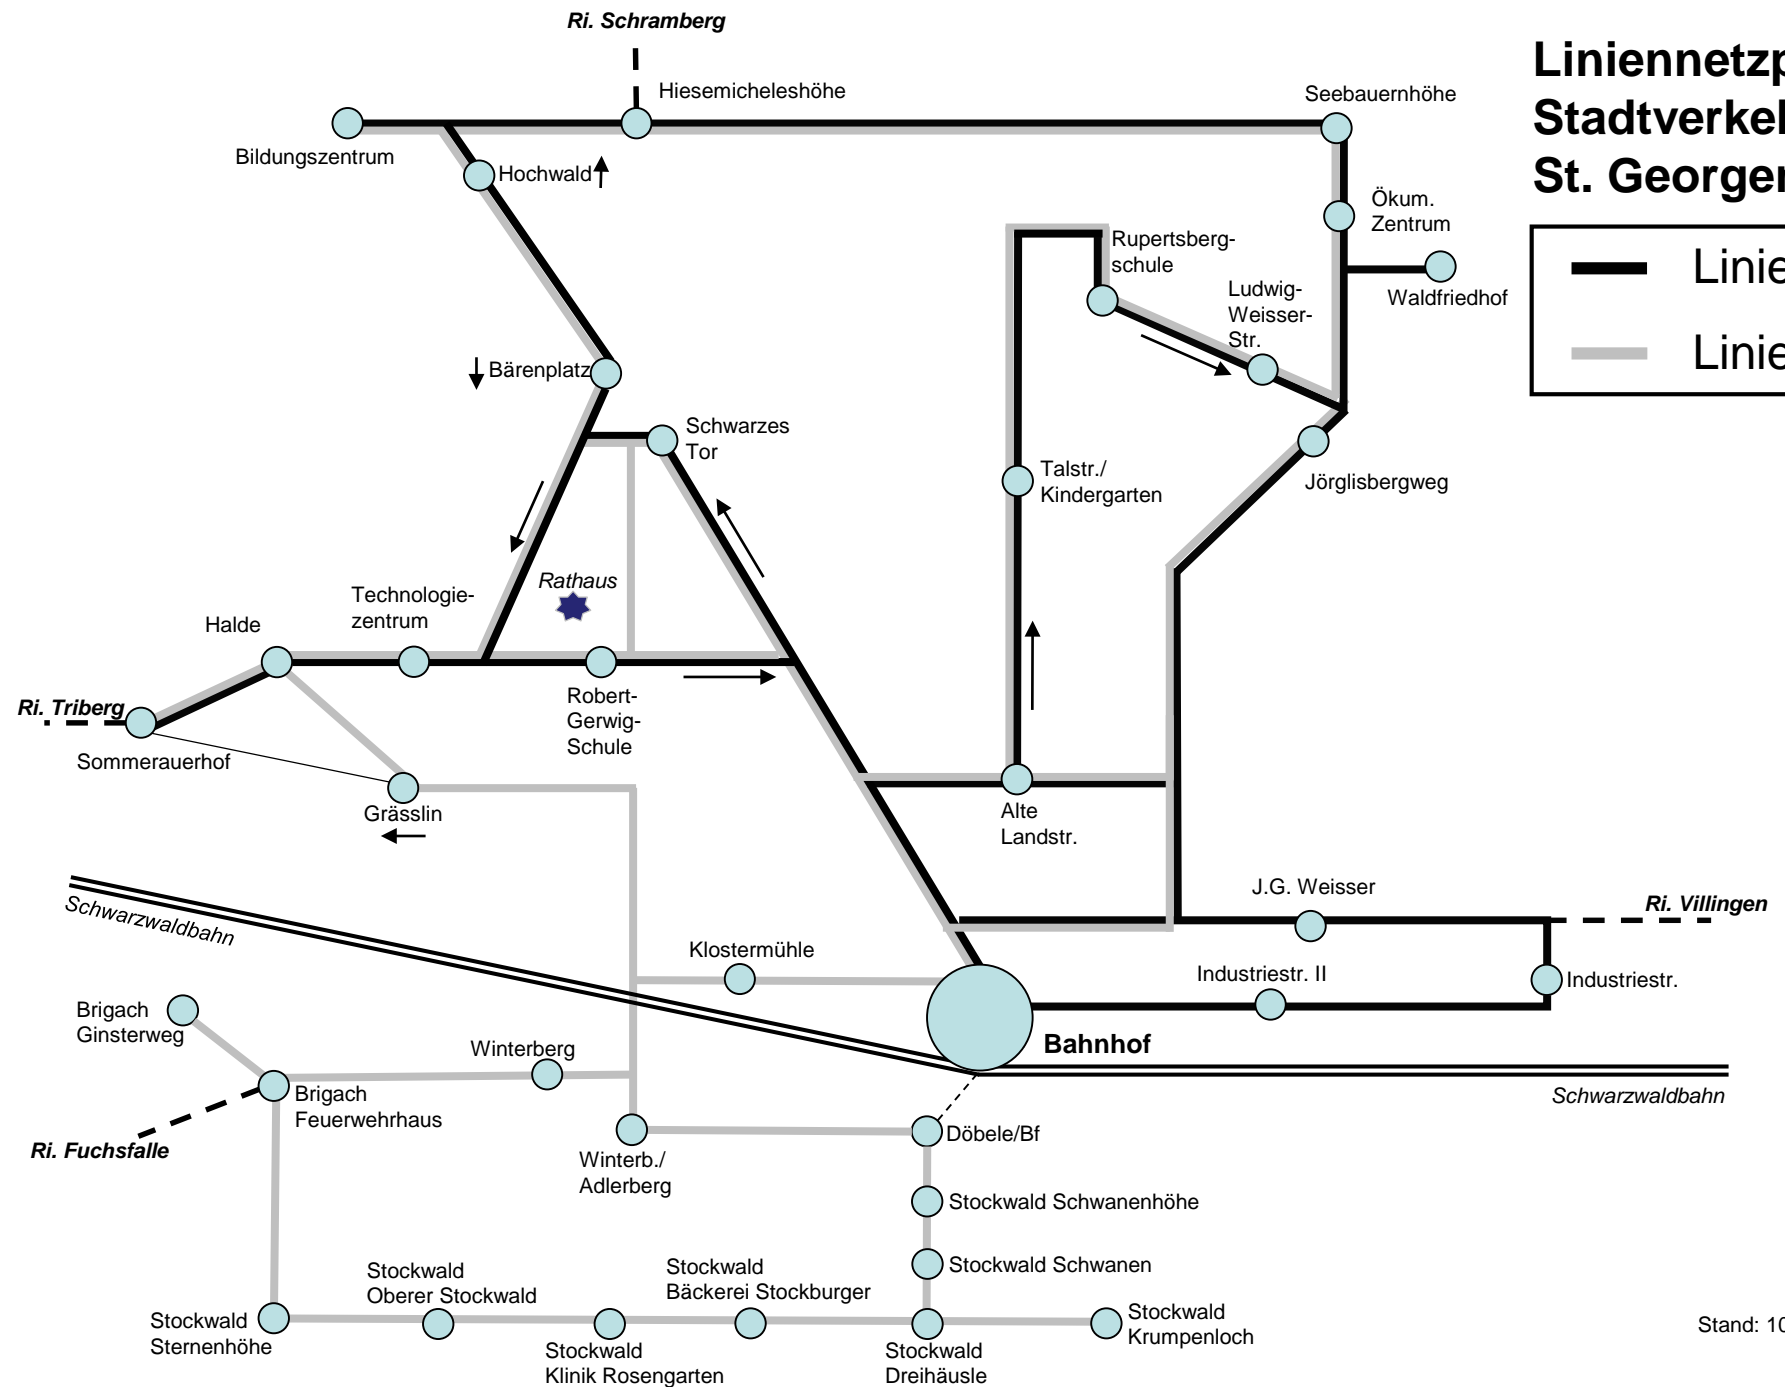 Ri. Schramberg
Hiesemicheleshöhe
Seebauernhöhe
Liniennetzp
Stadtverke
St. George
Bildungszentrum
Hochwald
Ökum.
Zentrum
Rupertsberg-
schule
Waldfriedhof
Linie
Linie
Ludwig-
Weisser-
Str.
Bärenplatz
Schwarzes
Tor
Talstr./
Kindergarten
Jörglisbergweg
Rathaus
Technologie-
zentrum
Halde
Robert-
Gerwig-
Schule
Ri. Triberg
Sommerauerhof
Grässlin
Alte
Landstr.
J.G. Weisser
Ri. Villingen
Schwarzwaldbahn
Klostermühle
Industriestr. II
Industriestr.
Brigach
Ginsterweg
Bahnhof
Winterberg
Brigach
Feuerwehrhaus
Schwarzwaldbahn
Ri. Fuchsfalle
Döbele/Bf
Winterb./
Adlerberg
Stockwald Schwanenhöhe
Stockwald Schwanen
Stockwald
Oberer Stockwald
Stockwald
Bäckerei Stockburger
Stockwald
Sternenhöhe
Stockwald
Krumpenloch
Stand: 10
Stockwald
Klinik Rosengarten
Stockwald
Dreihäusle